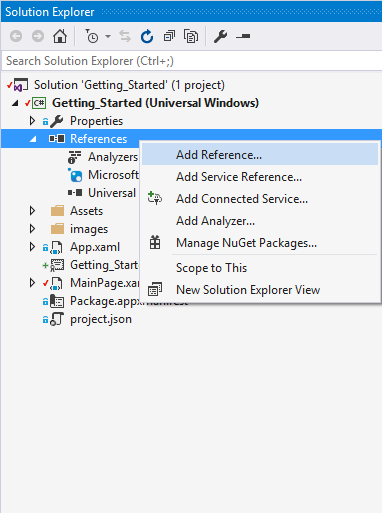 Solution Explorer
Search Solution Explorer (Ctrl+;)
Solution 'Getting_Started' (1 project)
C# Getting_Started (Universal Windows)
Properties
References
Analyzers
Microsoft
Universal
Assets
images
App.xaml
Getting_Start
MainPage.xa
Package.appxmanifest
project.json
Add Reference...
Add Service Reference...
Add Connected Service...
Add Analyzer...
Manage NuGet Packages...
Scope to This
New Solution Explorer View